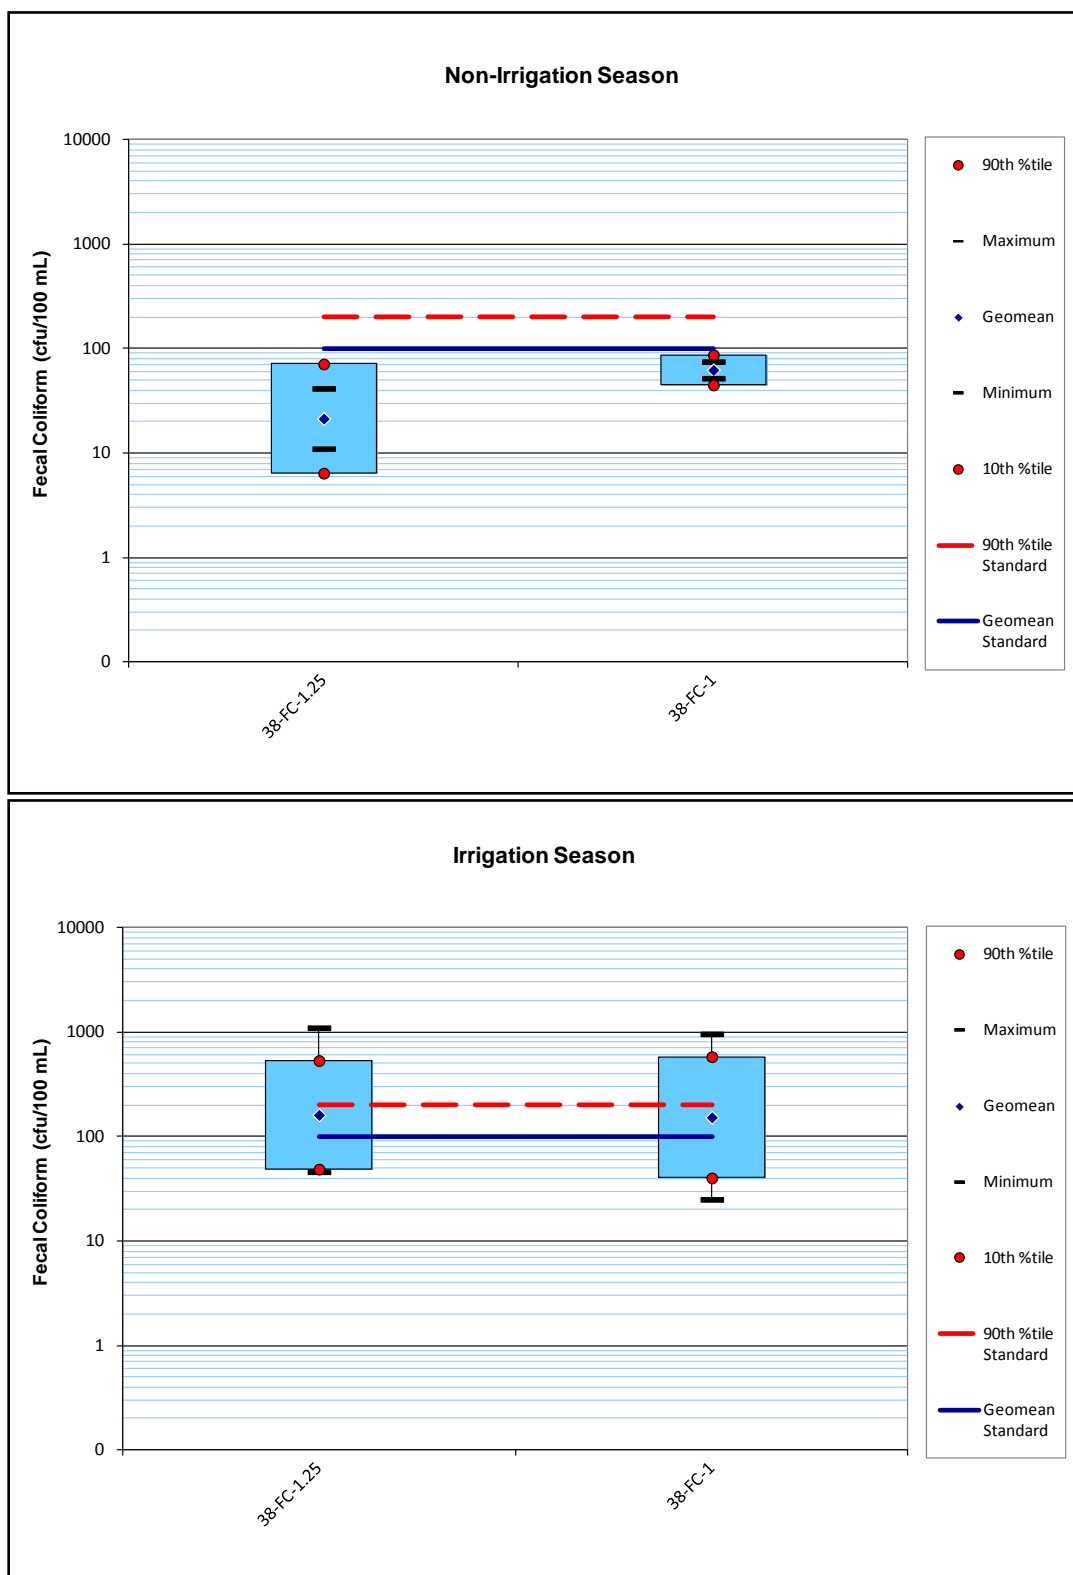 Non-Irrigation Season
Fecal Coliform (cfu/100 mL)
10000
1000
100
10
1
0
38-FC-1.25
38-FC-1
90th %tile
Maximum
Geomean
Minimum
10th %tile
90th %tile
Standard
Geomean
Standard
Irrigation Season
Fecal Coliform (cfu/100 mL)
10000
1000
100
10
1
0
38-FC-1.25
38-FC-1
90th %tile
Maximum
Geomean
Minimum
10th %tile
90th %tile
Standard
Geomean
Standard